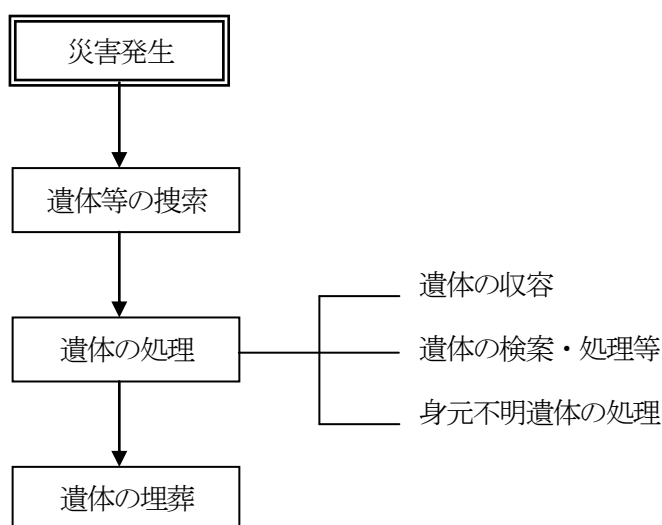 災害発生
遺体等の捜索
遺体の処理
遺体の収容
遺体の検案・処理等
身元不明遺体の処理
遺体の埋葬